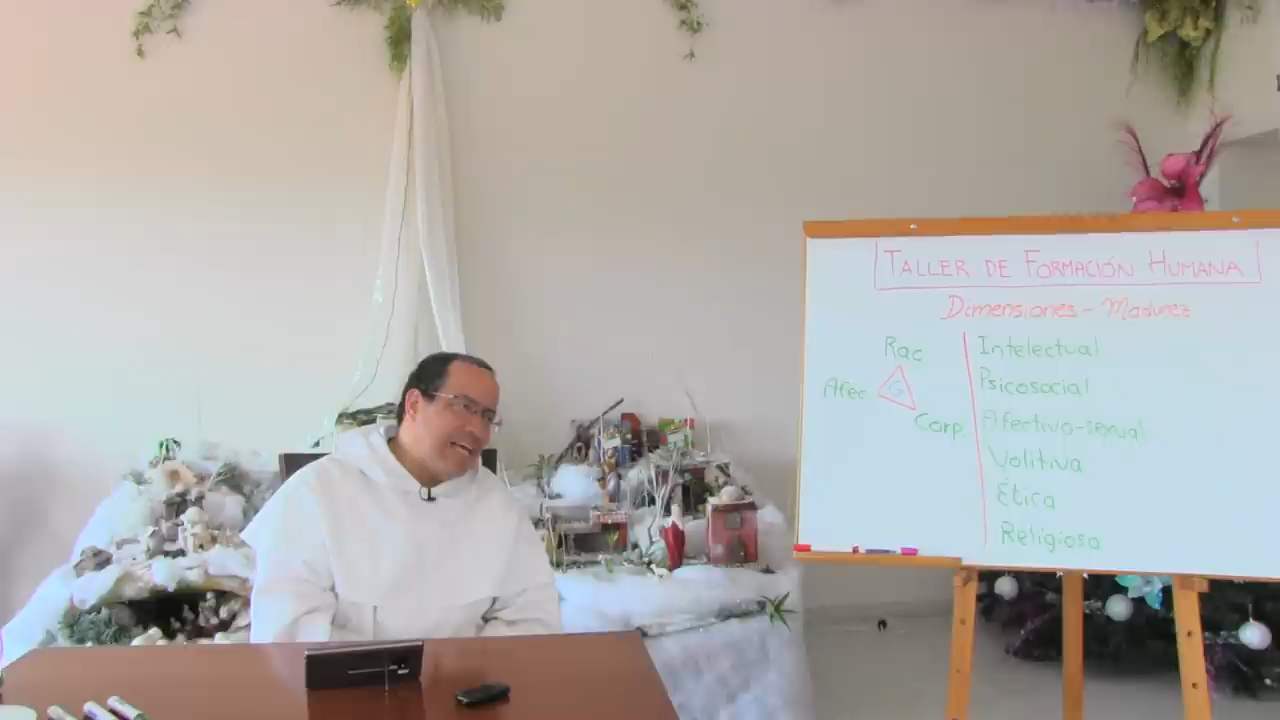 TALLER DE FORMACIÓN HUMANA
Dimensiones - Madurez
Rac
Afec
G
Corp
Intelectual
Psicosocial
Afectivo-sexual
Volitiva
Ética
Religiosa